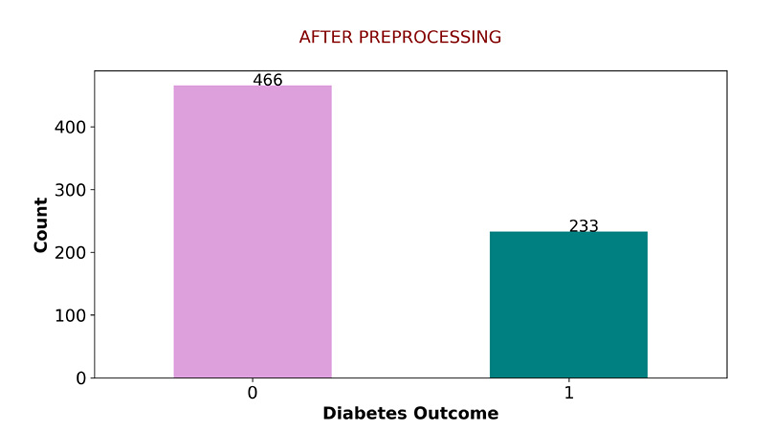 AFTER PREPROCESSING
466
400
300
233
200
100
0
Count
0 1
Diabetes Outcome